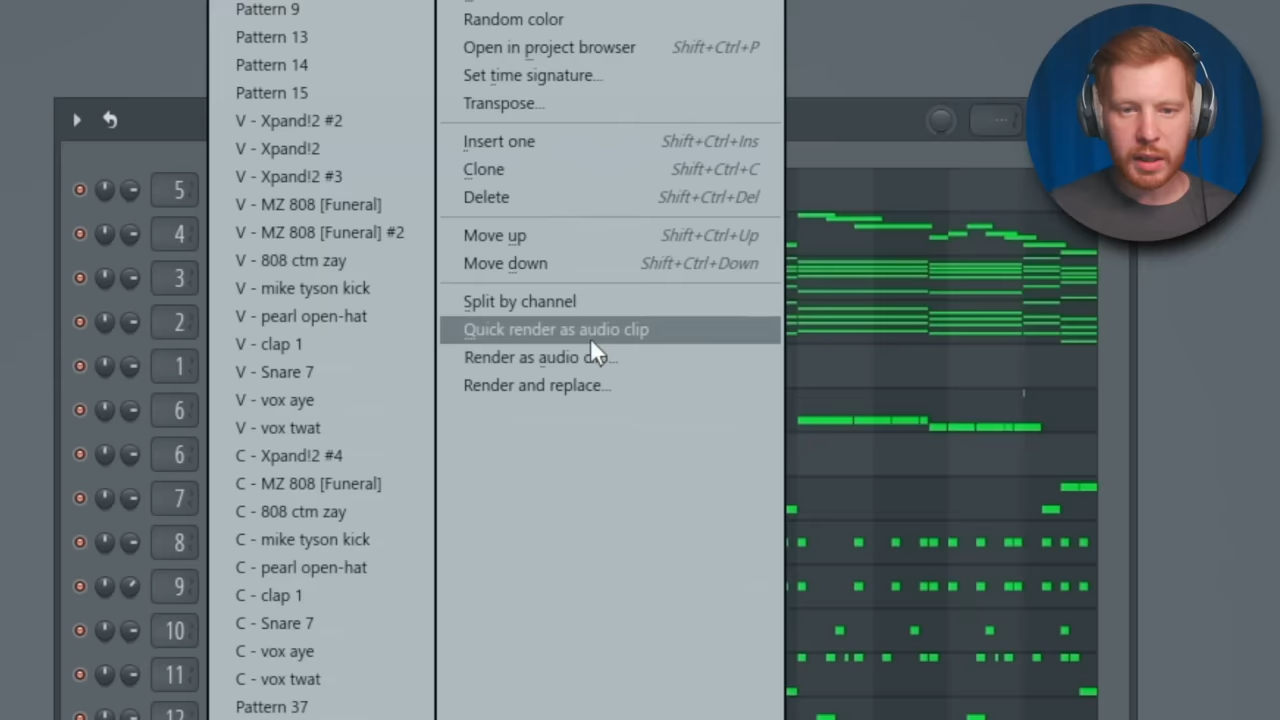 Pattern 9
Pattern 13
Pattern 14
Pattern 15
V - Xpand!2 #2
V - Xpand!2
V - Xpand!2 #3
V - MZ 808 [Funeral]
V - MZ 808 [Funeral] #2
V - 808 ctm zay
V - mike tyson kick
V - pearl open-hat
V - clap 1
V - Snare 7
V - vox aye
V - vox twat
C - Xpand!2 #4
C - MZ 808 [Funeral]
C - 808 ctm zay
C - mike tyson kick
C - pearl open-hat
C - clap 1
C - Snare 7
C - vox aye
C - vox twat
Pattern 37
Random color
Open in project browser Shift+Ctrl+P
Set time signature...
Transpose...
Insert one Shift+Ctrl+Ins
Clone Shift+Ctrl+C
Delete Shift+Ctrl+Del
Move up Shift+Ctrl+Up
Move down Shift+Ctrl+Down
Split by channel
Quick render as audio clip
Render as audio
Render and replace...
5
4
3
2
1
6
6
7
8
9
10
11
12